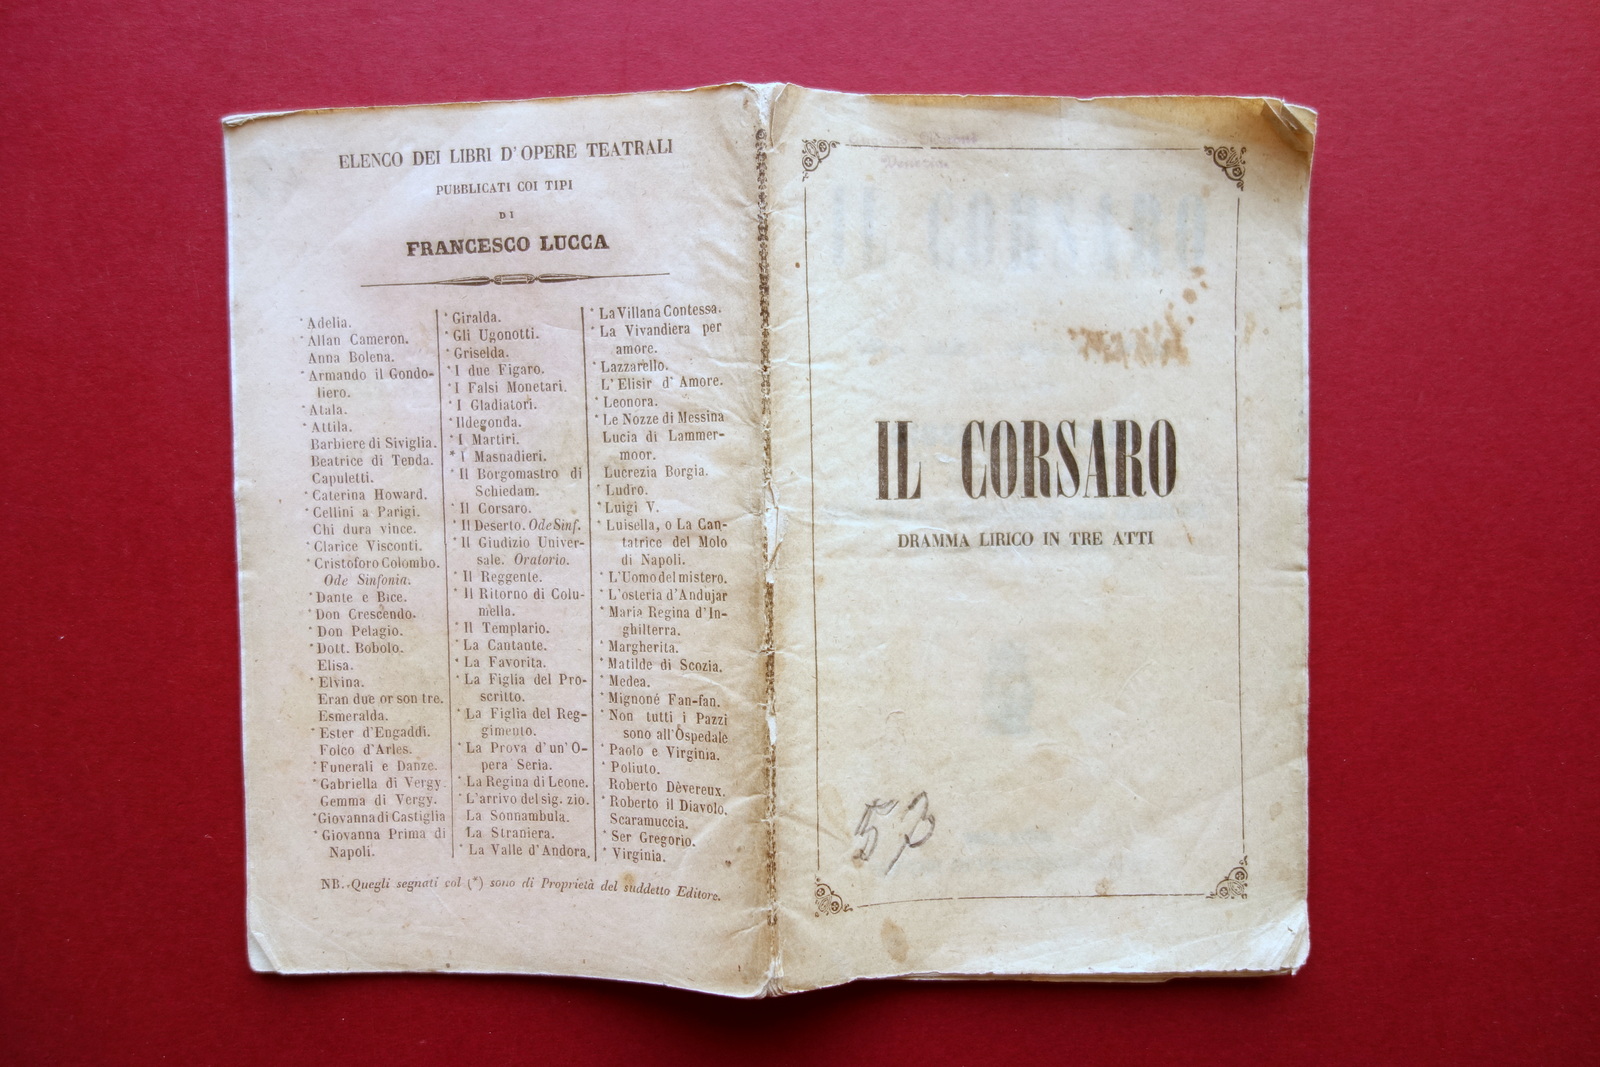 ELENCO DEI LIBRI D'OPERE TEATRALI
PUBBLICATI COI TIPI
DI
FRANCESCO LUCCA
* Adelia.
* Allan Cameron.
Anna Bolena.
* Armando il Gondo-
liero.
* Atala.
* Attila.
Barbiere di Siviglia.
Beatrice di Tenda.
Capuletti.
* Caterina Howard.
* Cellini a Parigi.
Chi dura vince.
* Clarice Visconti.
* Cristoforo Colombo.
Ode Sinfonia.
* Dante e Bice.
* Don Crescendo.
* Don Pelagio.
* Dott. Bobolo.
Elisa.
* Elvina.
Eran due or son tre.
Esmeralda.
* Ester d'Engaddi.
Folco d'Arles.
* Funerali e Danze.
* Gabriella di Vergy.
Gemma di Vergy.
* Giovanna di Castiglia
* Giovanna Prima di
Napoli.
* Giralda.
* Gli Ugonotti.
* Griselda.
* I due Figaro.
* I Falsi Monetari.
* I Gladiatori.
* Ildegonda.
* I Martiri.
* I Masnadieri.
* Il Borgomastro di
Schiedam.
* Il Corsaro.
* Il Deserto. Ode Sinf.
* Il Giudizio Univer-
sale. Oratorio.
* Il Reggente.
* Il Ritorno di Colu-
mella.
* Il Templario.
* La Cantante.
* La Favorita.
* La Figlia del Pro-
scritto.
* La Figlia del Reg-
gimento.
* La Prova d'un'O-
pera Seria.
* La Regina di Leone.
* L'arrivo del sig. zio.
La Sonnambula.
La Straniera.
* La Valle d'Andora.
* La Villana Contessa.
* La Vivandiera per
amore.
* Lazzarello.
L'Elisir d'Amore.
* Leonora.
* Le Nozze di Messina
Lucia di Lammer-
moor.
Lucrezia Borgia.
* Ludro.
* Luigi V.
* Luisella, o La Can-
tatrice del Molo
di Napoli.
* L'Uomo del mistero.
* L'osteria d'Andujar
* Maria Regina d'In-
ghilterra.
* Margherita.
* Matilde di Scozia.
* Medea.
* Mignoné Fan-fan.
* Non tutti i Pazzi
sono all'Ospedale
* Paolo e Virginia.
* Poliuto.
Roberto Dèvereux.
* Roberto il Diavolo.
Scaramuccia.
* Ser Gregorio.
* Virginia.
NB. Quegli segnati col (*) sono di Proprietà del suddetto Editore.
Venezia
IL CORSARO
DRAMMA LIRICO IN TRE ATTI
53